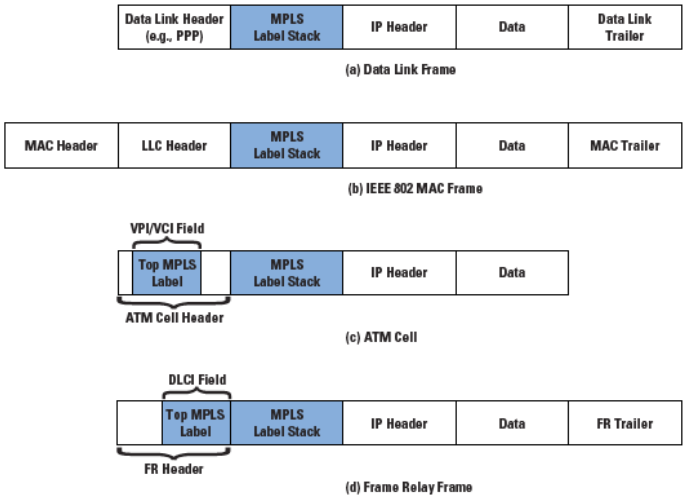 Data Link Header (e.g., PPP)
MPLS Label Stack
IP Header
Data
Data Link Trailer
(a) Data Link Frame
MAC Header
LLC Header
MPLS Label Stack
IP Header
Data
MAC Trailer
(b) IEEE 802 MAC Frame
VPI/VCI Field
Top MPLS Label
MPLS Label Stack
IP Header
Data
ATM Cell Header
(c) ATM Cell
DLCI Field
Top MPLS Label
MPLS Label Stack
IP Header
Data
FR Trailer
FR Header
(d) Frame Relay Frame